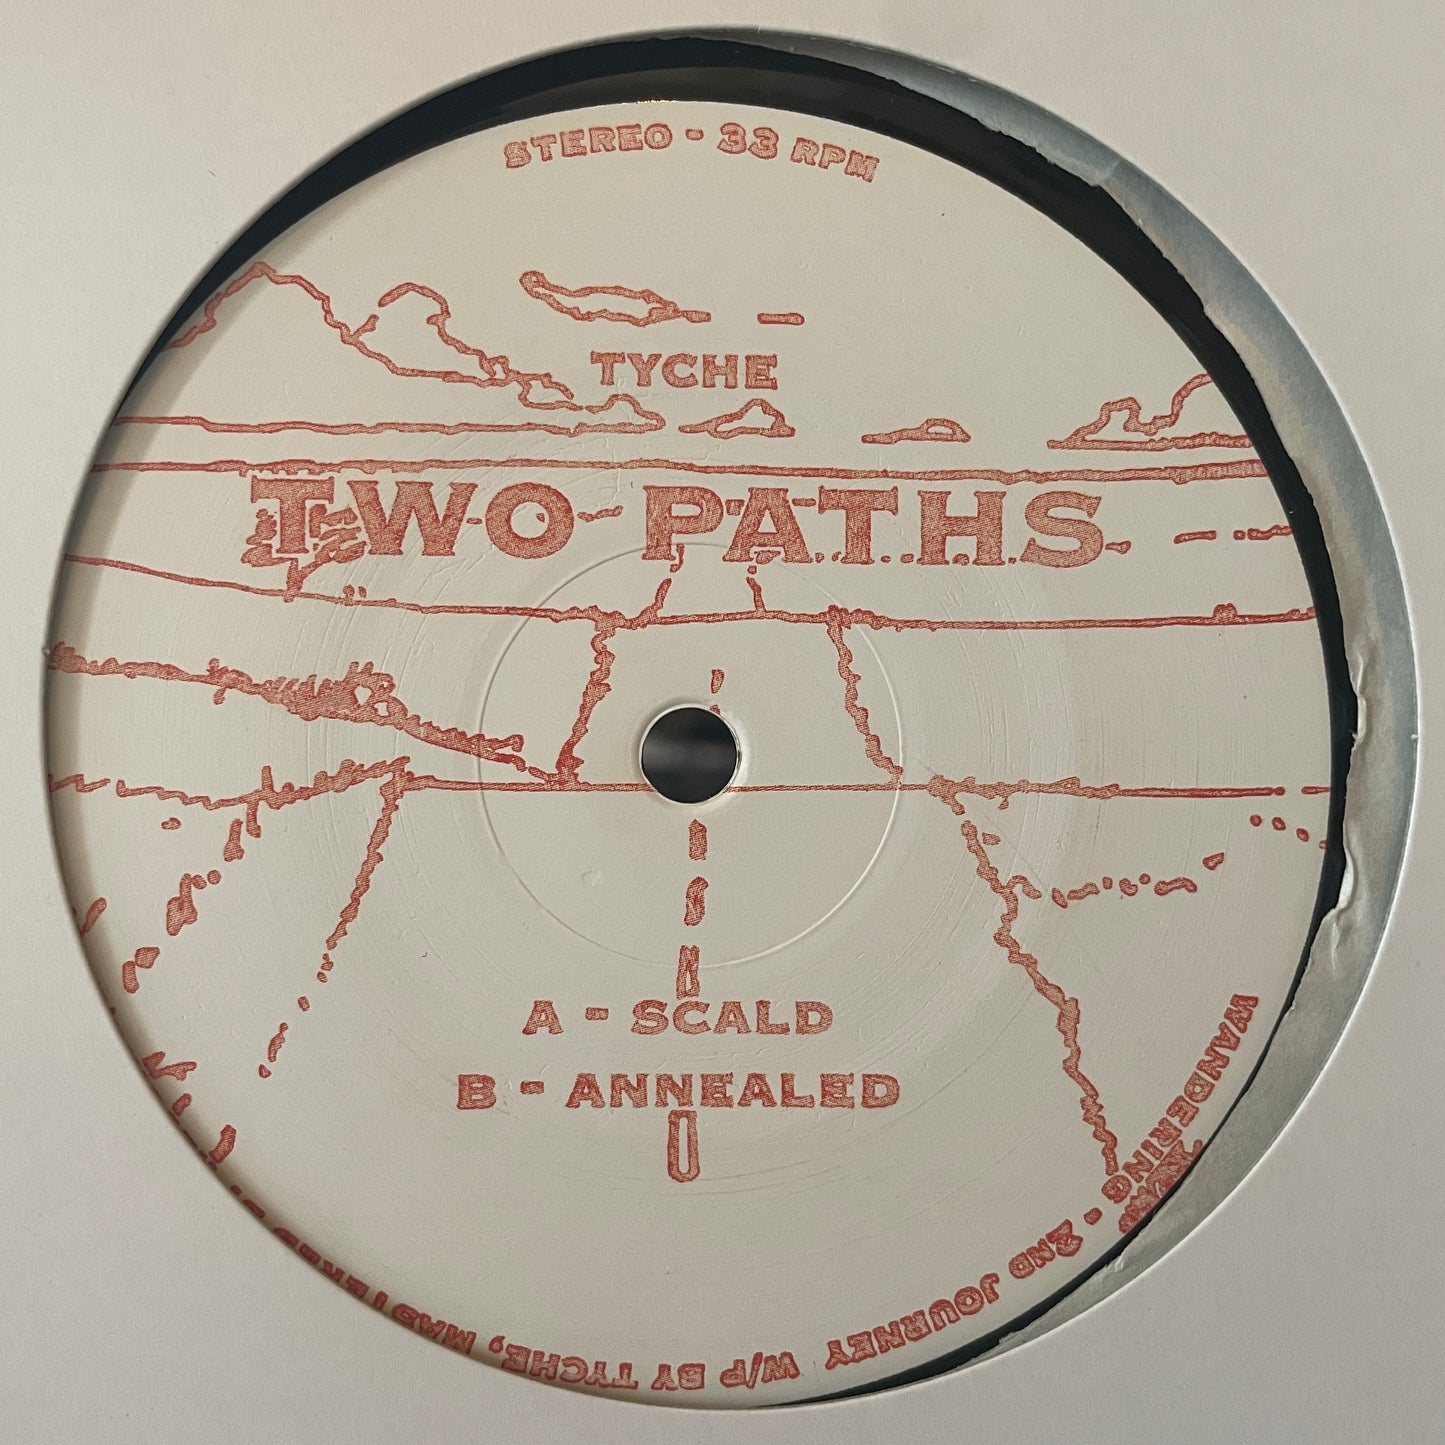 STEREO - 33 RPM
TYCHE
TWO PATHS
A - SCALD
B - ANNEALED
WANDERING - 2ND JOURNEY W/P BY TYCHE, MASTERED